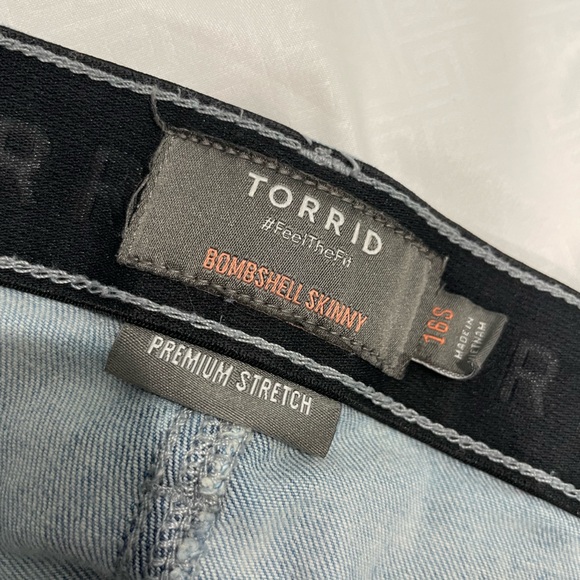 R R
TORRID
#FeelTheFit
BOMBSHELL SKINNY
16S
MADE IN
VIETNAM
R
PREMIUM STRETCH